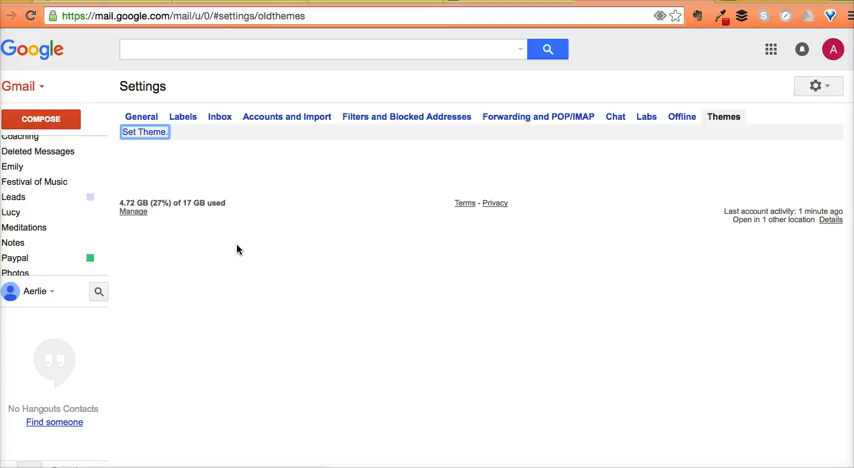 https://mail.google.com/mail/u/0/#settings/oldthemes
Google
A
Gmail
Settings
COMPOSE
General Labels Inbox Accounts and Import Filters and Blocked Addresses Forwarding and POP/IMAP Chat Labs Offline Themes
Set Theme.
Coaching
Deleted Messages
Emily
Festival of Music
Leads
Lucy
Meditations
Notes
Paypal
Photos
4.72 GB (27%) of 17 GB used
Manage
Terms - Privacy
Last account activity: 1 minute ago
Open in 1 other location Details
Aerlie
No Hangouts Contacts
Find someone